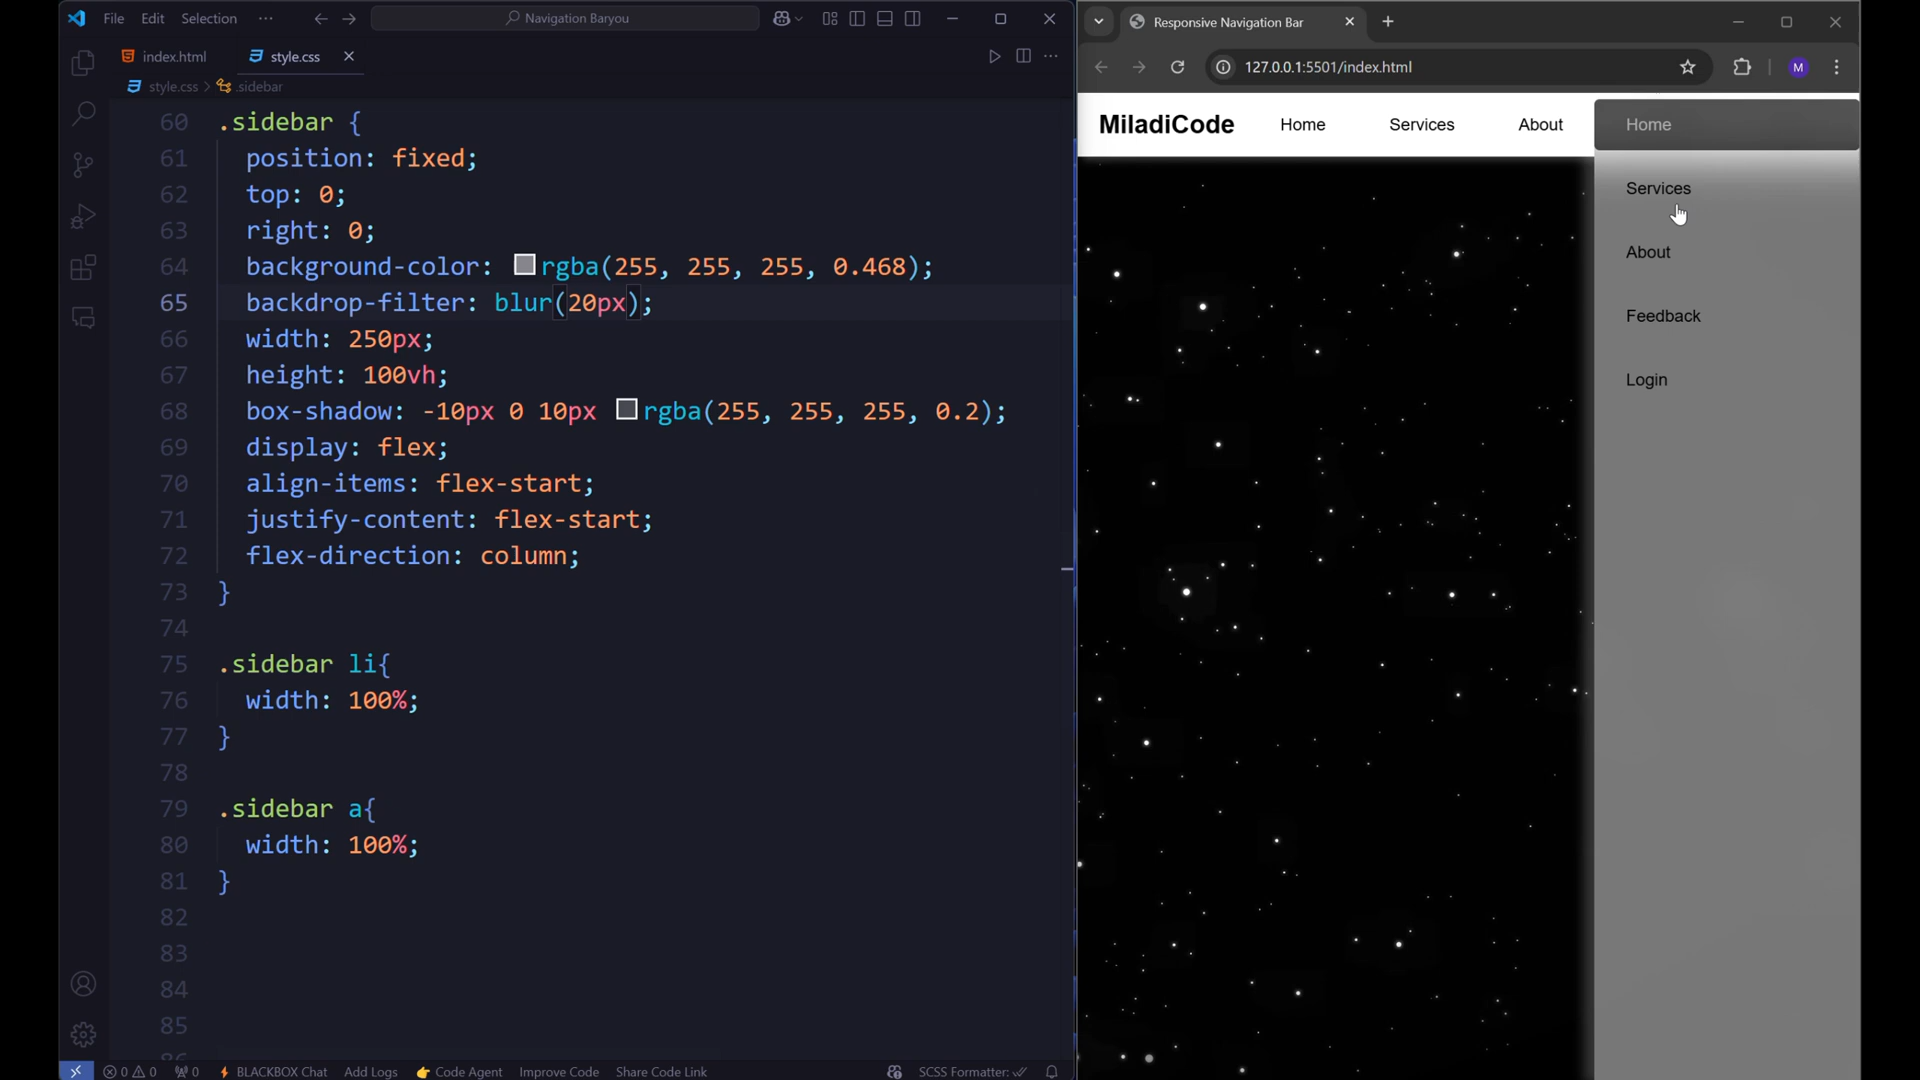 File Edit Selection ··· Navigation Baryou
index.html style.css
style.css > .sidebar
60 .sidebar {
61 position: fixed;
62 top: 0;
63 right: 0;
64 background-color: rgba(255, 255, 255, 0.468);
65 backdrop-filter: blur(20px);
66 width: 250px;
67 height: 100vh;
68 box-shadow: -10px 0 10px rgba(255, 255, 255, 0.2);
69 display: flex;
70 align-items: flex-start;
71 justify-content: flex-start;
72 flex-direction: column;
73 }
74
75 .sidebar li{
76 width: 100%;
77 }
78
79 .sidebar a{
80 width: 100%;
81 }
82
83
84
85
86
0 0 0 BLACKBOX Chat Add Logs Code Agent Improve Code Share Code Link SCSS Formatter:
Responsive Navigation Bar
127.0.0.1:5501/index.html M
MiladiCode Home Services About
Home
Services
About
Feedback
Login